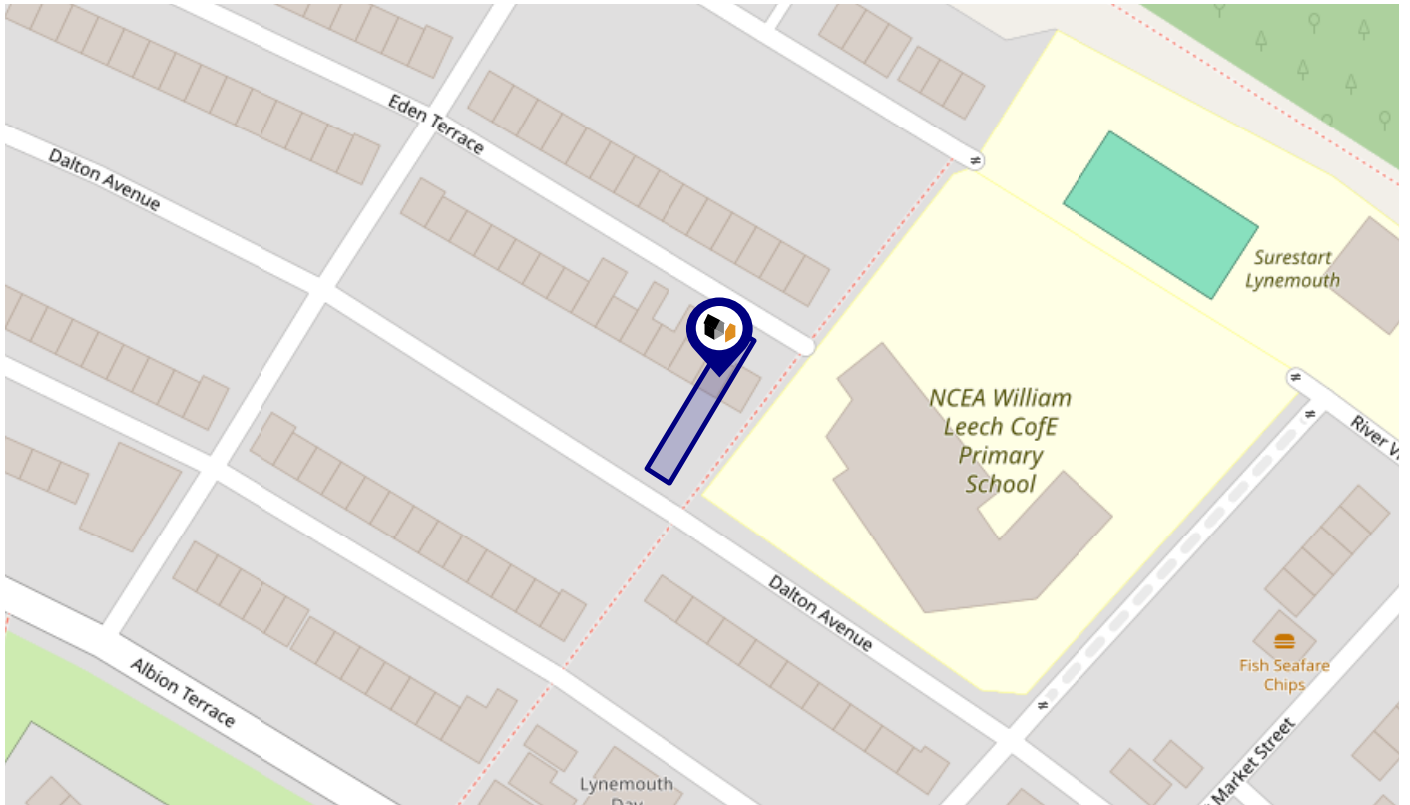 Eden Terrace
Dalton Avenue
Surestart
Lynemouth
NCEA William
Leech CofE
Primary
School
River
Dalton Avenue
Fish Seafare
Chips
Albion Terrace
Market Street
Lynemouth
Day